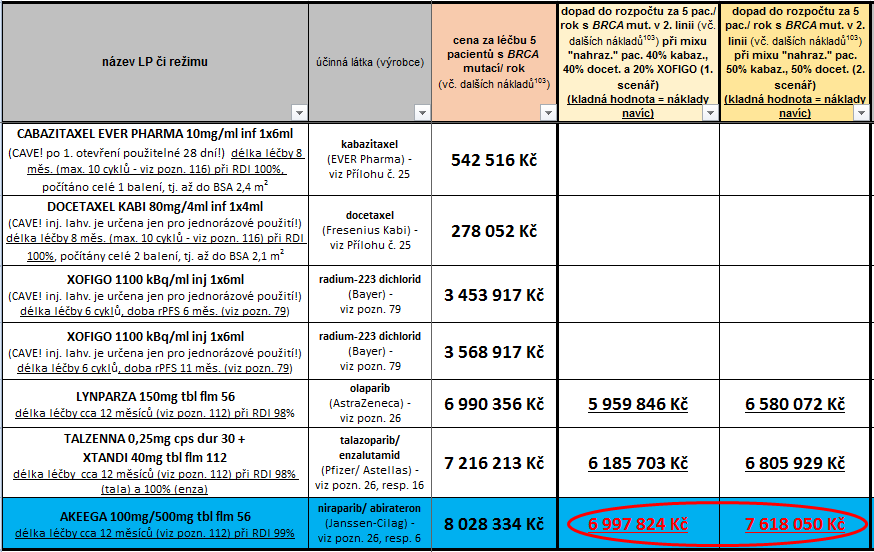 název LP či režimu
účinná látka (výrobce)
cena za léčbu 5
pacientů s BRCA
mutací/ rok
(vč. dalších nákladů¹⁰³)
dopad do rozpočtu za 5 pac./
rok s BRCA mut. v 2. linii (vč.
dalších nákladů¹⁰³) při mixu
"nahraz." pac. 40% kabaz.,
40% docet. a 20% XOFIGO (1.
scénář)
(kladná hodnota = náklady
navíc)
dopad do rozpočtu za 5
pac./ rok s BRCA mut. v 2.
linii (vč. dalších nákladů¹⁰³)
při mixu "nahraz." pac.
50% kabaz., 50% docet. (2.
scénář)
(kladná hodnota = náklady
navíc)
CABAZITAXEL EVER PHARMA 10mg/ml inf 1x6ml
(CAVE! po 1. otevření použitelné 28 dní!) délka léčby 8
měs. (max. 10 cyklů - viz pozn. 116) při RDI 100%,
počítáno celé 1 balení, tj. až do BSA 2,4 m²
kabazitaxel
(EVER Pharma) -
viz Přílohu č. 25
542 516 Kč
DOCETAXEL KABI 80mg/4ml inf 1x4ml
(CAVE! inj. lahv. je určena jen pro jednorázové použití!)
délka léčby 8 měs. (max. 10 cyklů - viz pozn. 116) při RDI
100%, počítány celé 2 balení, tj. až do BSA 2,1 m²
docetaxel
(Fresenius Kabi) -
viz Přílohu č. 25
278 052 Kč
XOFIGO 1100 kBq/ml inj 1x6ml
(CAVE! inj. lahv. je určena jen pro jednorázové použití!)
délka léčby 6 cyklů, doba rPFS 6 měs. (viz pozn. 79)
radium-223 dichlorid
(Bayer) -
viz pozn. 79
3 453 917 Kč
XOFIGO 1100 kBq/ml inj 1x6ml
(CAVE! inj. lahv. je určena jen pro jednorázové použití!)
délka léčby 6 cyklů, doba rPFS 11 měs. (viz pozn. 79)
radium-223 dichlorid
(Bayer) -
viz pozn. 79
3 568 917 Kč
LYNPARZA 150mg tbl flm 56
délka léčby cca 12 měsíců (viz pozn. 112) při RDI 98%
olaparib
(AstraZeneca) -
viz pozn. 26
6 990 356 Kč
5 959 846 Kč
6 580 072 Kč
TALZENNA 0,25mg cps dur 30 +
XTANDI 40mg tbl flm 112
délka léčby cca 12 měsíců (viz pozn. 112) při RDI 98%
(tala) a 100% (enza)
talazoparib/
enzalutamid
(Pfizer/ Astellas) -
viz pozn. 26, resp. 16
7 216 213 Kč
6 185 703 Kč
6 805 929 Kč
AKEEGA 100mg/500mg tbl flm 56
délka léčby cca 12 měsíců (viz pozn. 112) při RDI 99%
niraparib/ abirateron
(Janssen-Cilag) -
viz pozn. 26, resp. 6
8 028 334 Kč
6 997 824 Kč
7 618 050 Kč